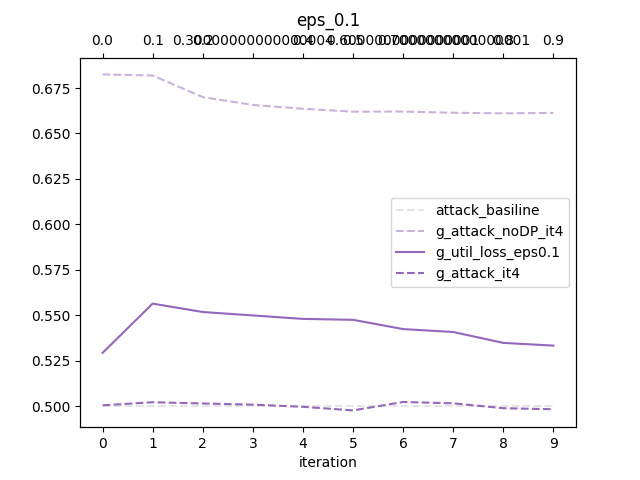 eps_0.1
0.0 0.1 0.9
0.675
0.650
0.625
0.600
0.575
0.550
0.525
0.500
attack_basiline
g_attack_noDP_it4
g_util_loss_eps0.1
g_attack_it4
0 1 2 3 4 5 6 7 8 9
iteration